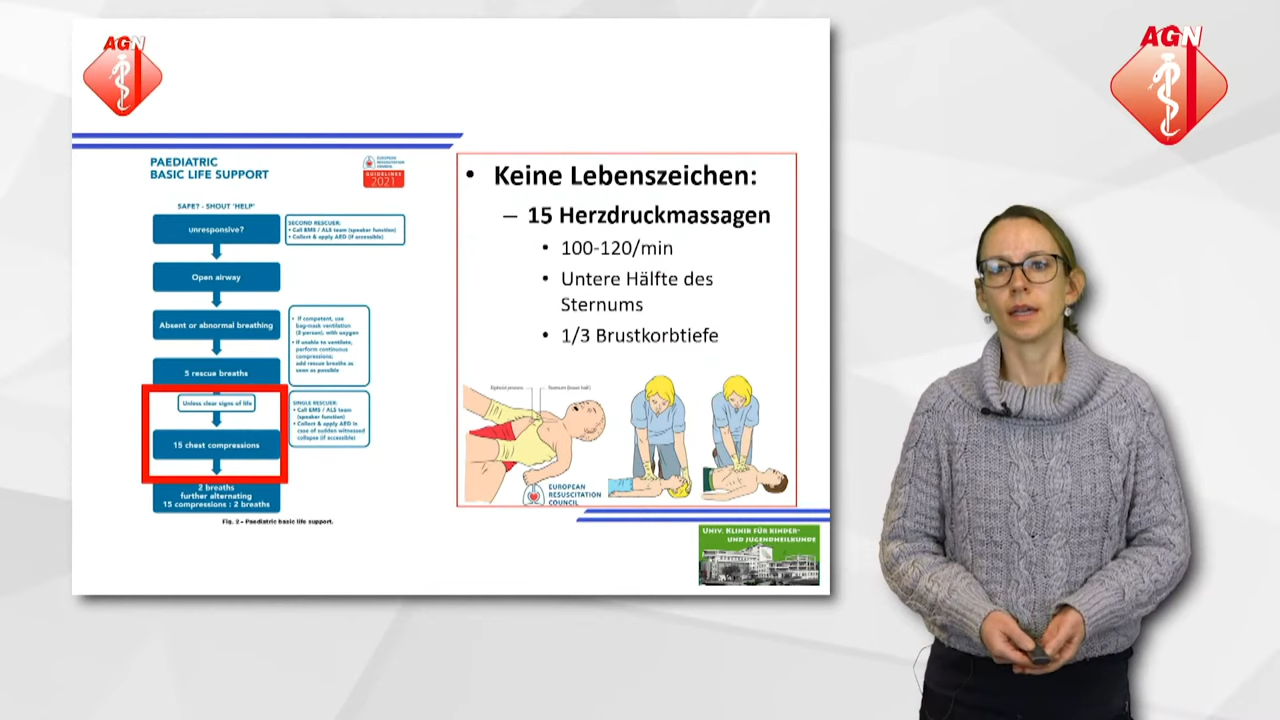 AGN
AGN
PAEDIATRIC
BASIC LIFE SUPPORT
EUROPEAN
RESUSCITATION
COUNCIL
GUIDELINES
2021
SAFE? - SHOUT 'HELP'
unresponsive?
SECOND RESCUER:
• Call EMS / ALS team (speaker function)
• Collect & apply AED (if accessible)
Open airway
Absent or abnormal breathing
• If competent, use
bag-mask ventilation
(2-person), with oxygen
• If unable to ventilate,
perform continuous
compressions;
add rescue breaths as
soon as possible
5 rescue breaths
Unless clear signs of life
SINGLE RESCUER:
• Call EMS / ALS team
(speaker function)
• Collect & apply AED in
case of sudden witnessed
collapse (if accessible)
15 chest compressions
2 breaths
further alternating
15 compressions : 2 breaths
Fig. 2 – Paediatric basic life support.
• Keine Lebenszeichen:
– 15 Herzdruckmassagen
• 100-120/min
• Untere Hälfte des
Sternums
• 1/3 Brustkorbtiefe
Xiphoid process
Sternum (lower half)
EUROPEAN
RESUSCITATION
COUNCIL
UNIV. KLINIK FÜR KINDER-
UND JUGENDHEILKUNDE